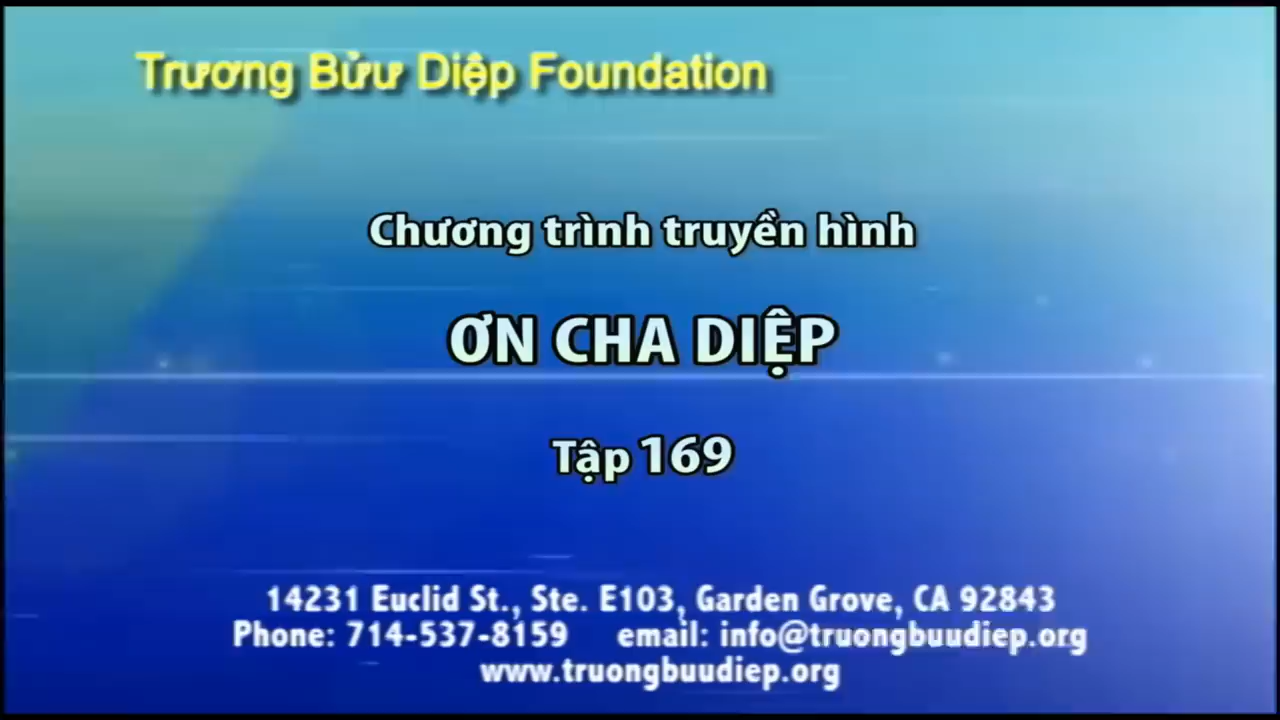 Trương Bửu Diệp Foundation
Chương trình truyền hình
ƠN CHA DIỆP
Tập 169
14231 Euclid St., Ste. E103, Garden Grove, CA 92843
Phone: 714-537-8159 email: info@truongbuudiep.org
www.truongbuudiep.org